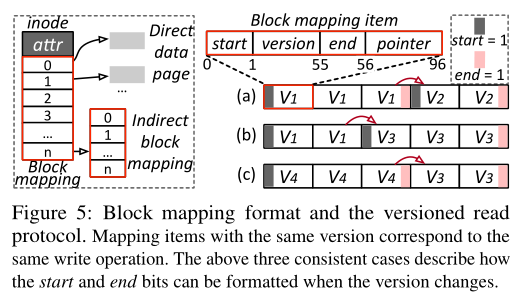 inode
attr
0
1
2
3
...
n
Block
mapping
Direct
data
page
...
0
1
...
n
Indirect
block
mapping
Block mapping item
start version end pointer
0 1 55 56 96
start = 1
end = 1
(a) V1 V1 V1 V2 V2
(b) V1 V1 V3 V3 V3
(c) V4 V4 V4 V3 V3
Figure 5: Block mapping format and the versioned read
protocol. Mapping items with the same version correspond to the
same write operation. The above three consistent cases describe how
the start and end bits can be formatted when the version changes.